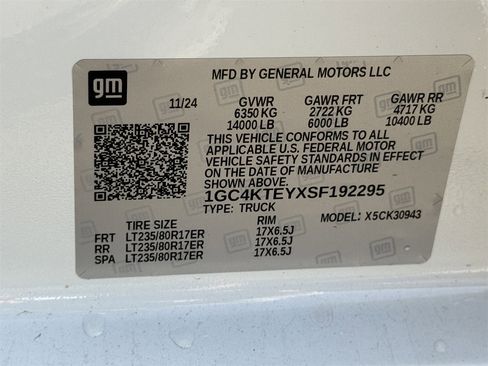 gm
MFD BY GENERAL MOTORS LLC
11/24 GVWR GAWR FRT GAWR RR
6350 KG 2722 KG 4717 KG
14000 LB 6000 LB 10400 LB
THIS VEHICLE CONFORMS TO ALL
APPLICABLE U.S. FEDERAL MOTOR
VEHICLE SAFETY STANDARDS IN EFFECT
ON THE DATE OF MANUFACTURE
SHOWN ABOVE.
1GC4KTEYXSF192295
TYPE: TRUCK
MODEL: X5CK30943
TIRE SIZE RIM
FRT LT235/80R17ER 17X6.5J
RR LT235/80R17ER 17X6.5J
SPA LT235/80R17ER 17X6.5J